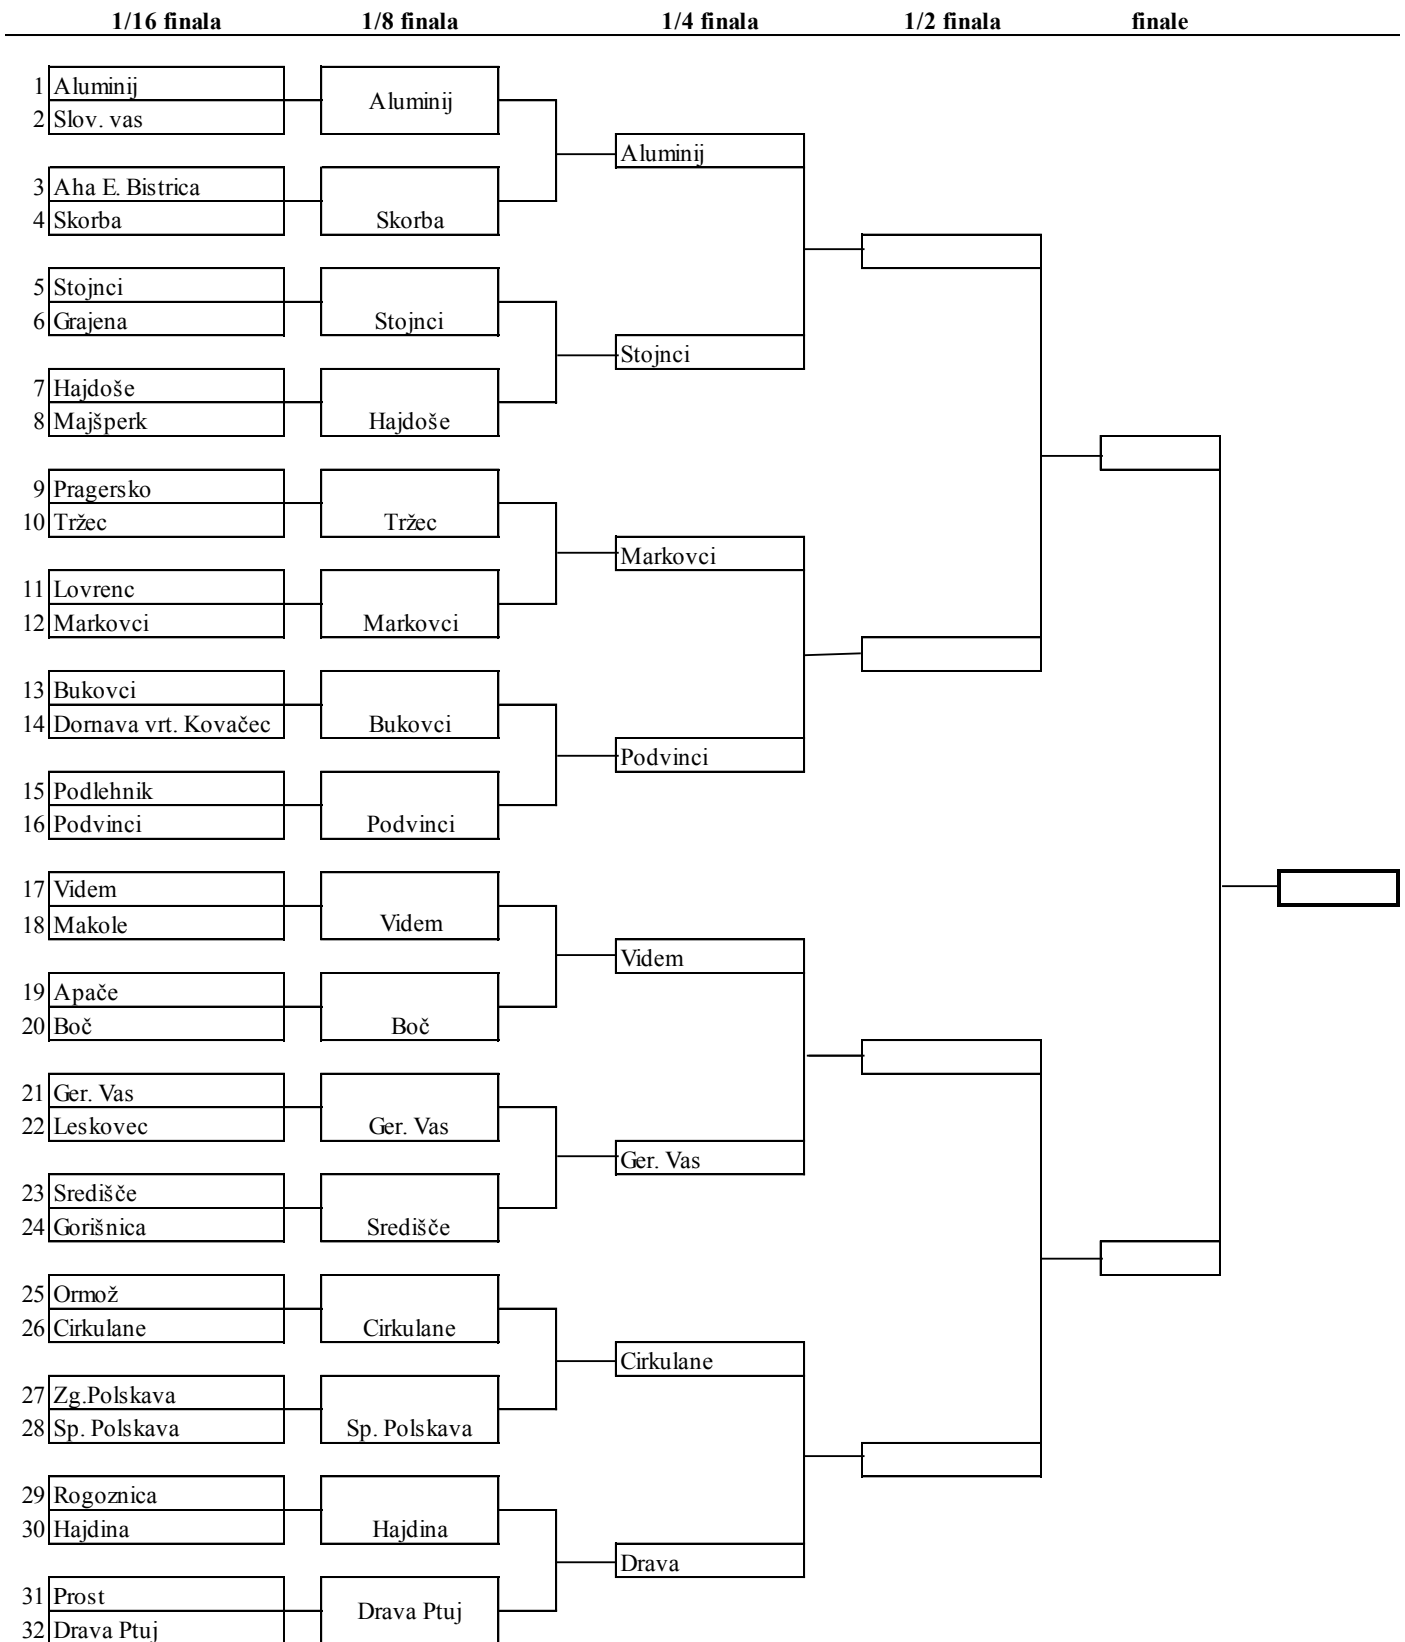 1/16 finala 1/8 finala 1/4 finala 1/2 finala finale
1 Aluminij
2 Slov. vas
Aluminij
Aluminij
3 Aha E. Bistrica
4 Skorba
Skorba
5 Stojnci
6 Grajena
Stojnci
Stojnci
7 Hajdoše
8 Majšperk
Hajdoše
9 Pragersko
10 Tržec
Tržec
Markovci
11 Lovrenc
12 Markovci
Markovci
13 Bukovci
14 Dornava vrt. Kovačec
Bukovci
Podvinci
15 Podlehnik
16 Podvinci
Podvinci
17 Videm
18 Makole
Videm
Videm
19 Apače
20 Boč
Boč
21 Ger. Vas
22 Leskovec
Ger. Vas
Ger. Vas
23 Središče
24 Gorišnica
Središče
25 Ormož
26 Cirkulane
Cirkulane
Cirkulane
27 Zg.Polskava
28 Sp. Polskava
Sp. Polskava
29 Rogoznica
30 Hajdina
Hajdina
Drava
31 Prost
32 Drava Ptuj
Drava Ptuj